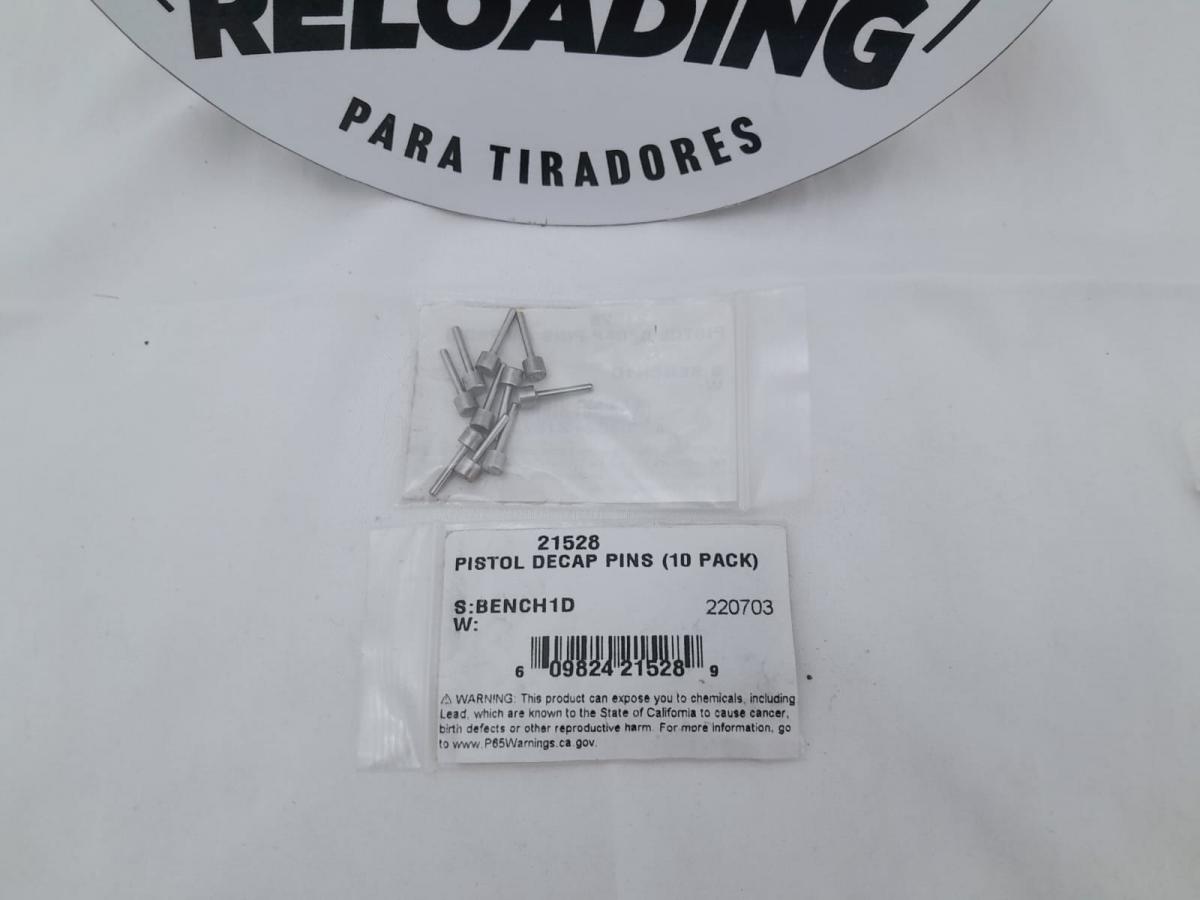 RELOADING
PARA TIRADORES
21528
PISTOL DECAP PINS (10 PACK)
S:BENCH1D 220703
W:
6 09824 21528 9
⚠ WARNING: This product can expose you to chemicals, including
Lead, which are known to the State of California to cause cancer,
birth defects or other reproductive harm. For more information, go
to www.P65Warnings.ca.gov.